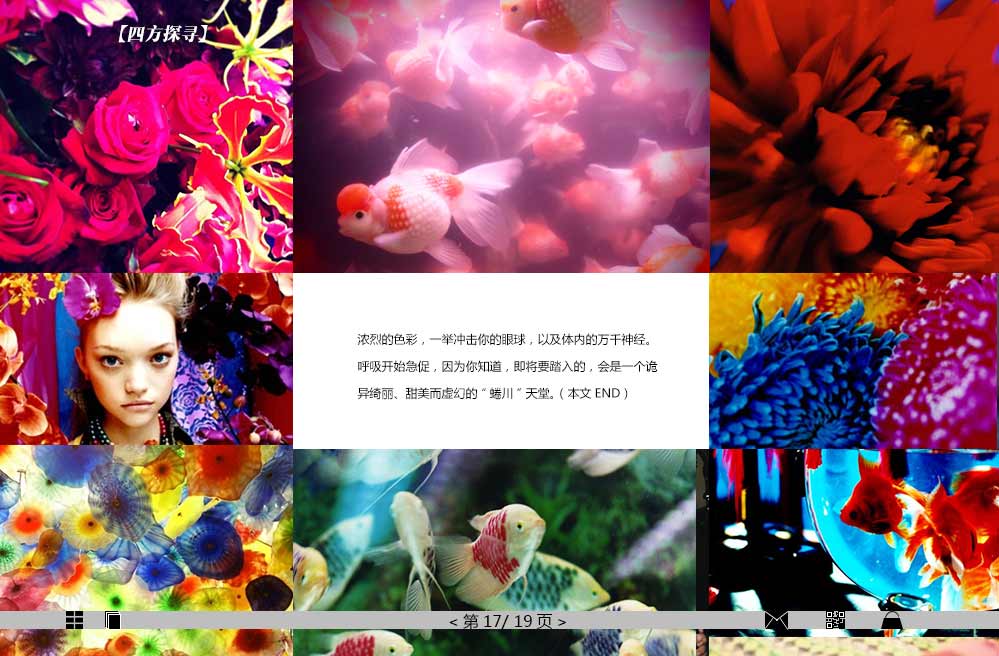 【四方探寻】
浓烈的色彩，一举冲击你的眼球，以及体内的万千神经。
呼吸开始急促，因为你知道，即将要踏入的，会是一个诡
异绮丽、甜美而虚幻的“蜷川”天堂。(本文 END)
< 第 17/ 19 页 >